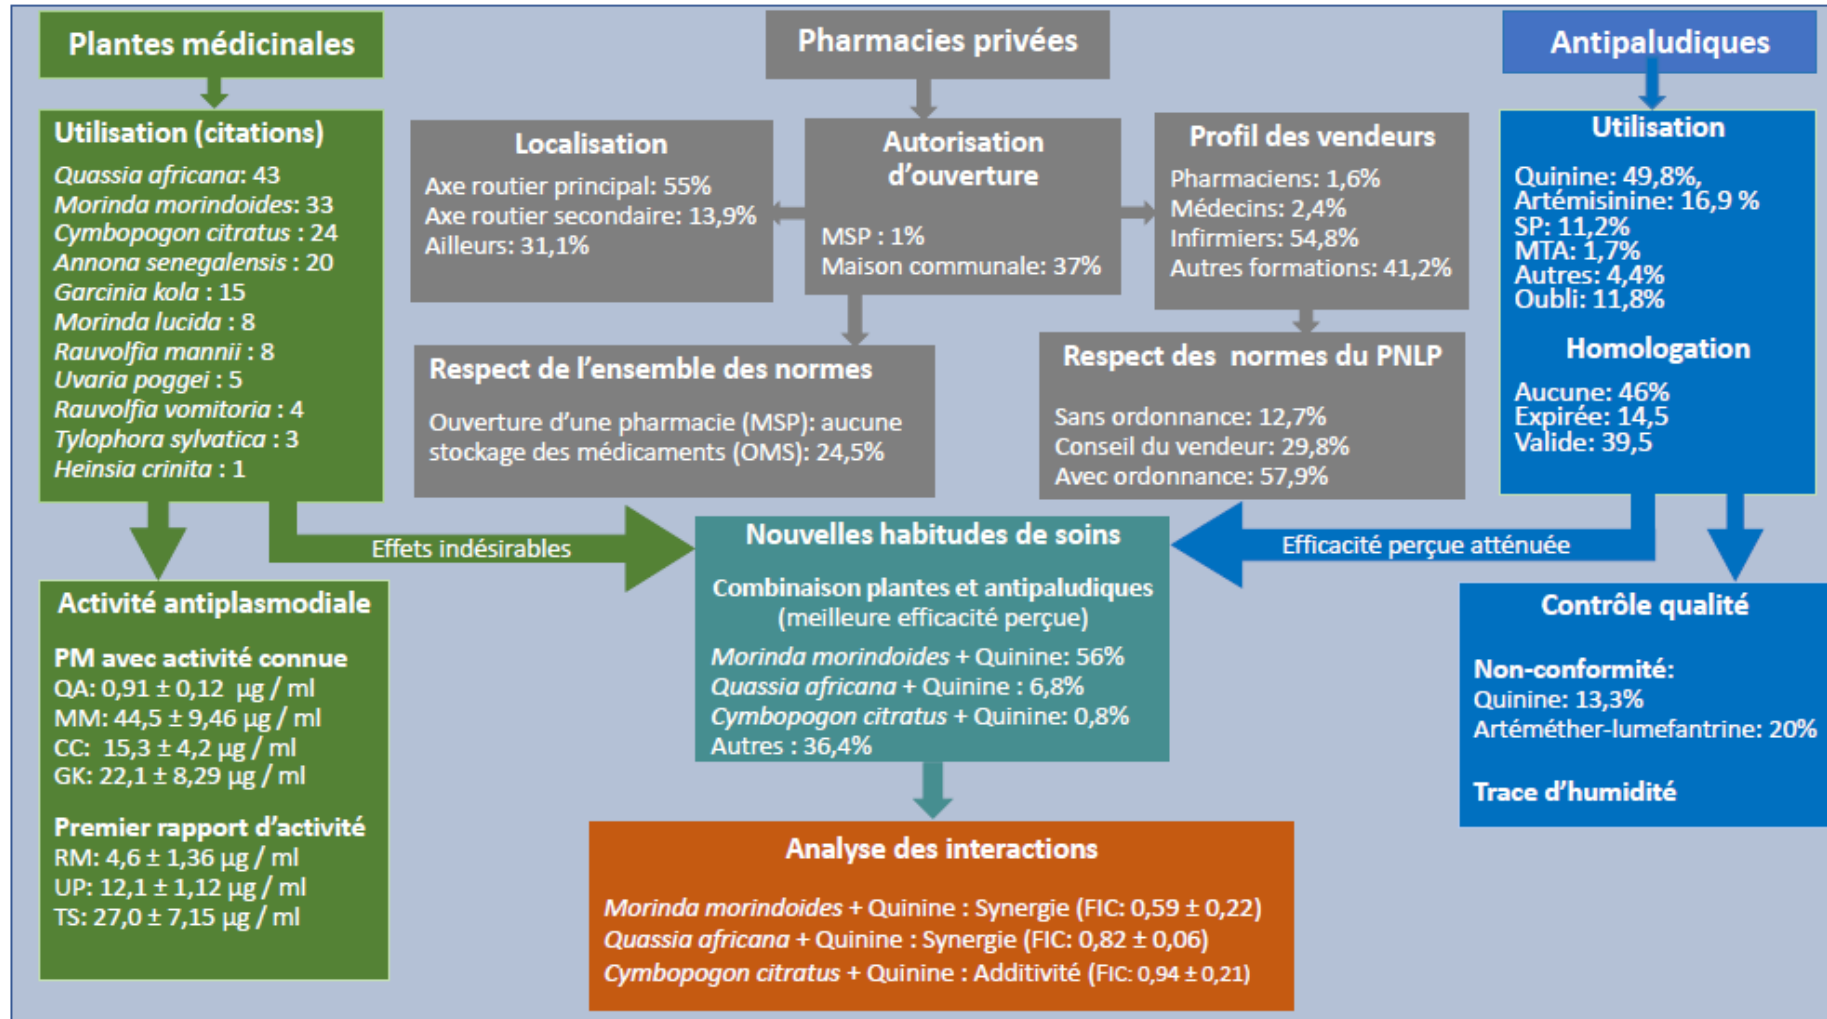 Plantes médicinales
Utilisation (citations)
Quassia africana: 43
Morinda morindoides: 33
Cymbopogon citratus : 24
Annona senegalensis : 20
Garcinia kola : 15
Morinda lucida : 8
Rauvolfia mannii : 8
Uvaria poggei : 5
Rauvolfia vomitoria : 4
Tylophora sylvatica : 3
Heinsia crinita : 1
Effets indésirables
Activité antiplasmodiale
PM avec activité connue
QA: 0,91 ± 0,12 µg / ml
MM: 44,5 ± 9,46 µg / ml
CC: 15,3 ± 4,2 µg / ml
GK: 22,1 ± 8,29 µg / ml
Premier rapport d’activité
RM: 4,6 ± 1,36 µg / ml
UP: 12,1 ± 1,12 µg / ml
TS: 27,0 ± 7,15 µg / ml
Pharmacies privées
Localisation
Axe routier principal: 55%
Axe routier secondaire: 13,9%
Ailleurs: 31,1%
Autorisation
d’ouverture
MSP : 1%
Maison communale: 37%
Profil des vendeurs
Pharmaciens: 1,6%
Médecins: 2,4%
Infirmiers: 54,8%
Autres formations: 41,2%
Respect de l’ensemble des normes
Ouverture d’une pharmacie (MSP): aucune
stockage des médicaments (OMS): 24,5%
Respect des normes du PNLP
Sans ordonnance: 12,7%
Conseil du vendeur: 29,8%
Avec ordonnance: 57,9%
Nouvelles habitudes de soins
Combinaison plantes et antipaludiques
(meilleure efficacité perçue)
Morinda morindoides + Quinine: 56%
Quassia africana + Quinine : 6,8%
Cymbopogon citratus + Quinine: 0,8%
Autres : 36,4%
Analyse des interactions
Morinda morindoides + Quinine : Synergie (FIC: 0,59 ± 0,22)
Quassia africana + Quinine : Synergie (FIC: 0,82 ± 0,06)
Cymbopogon citratus + Quinine : Additivité (FIC: 0,94 ± 0,21)
Antipaludiques
Utilisation
Quinine: 49,8%,
Artémisinine: 16,9 %
SP: 11,2%
MTA: 1,7%
Autres: 4,4%
Oubli: 11,8%
Homologation
Aucune: 46%
Expirée: 14,5
Valide: 39,5
Efficacité perçue atténuée
Contrôle qualité
Non-conformité:
Quinine: 13,3%
Artéméther-lumefantrine: 20%
Trace d’humidité